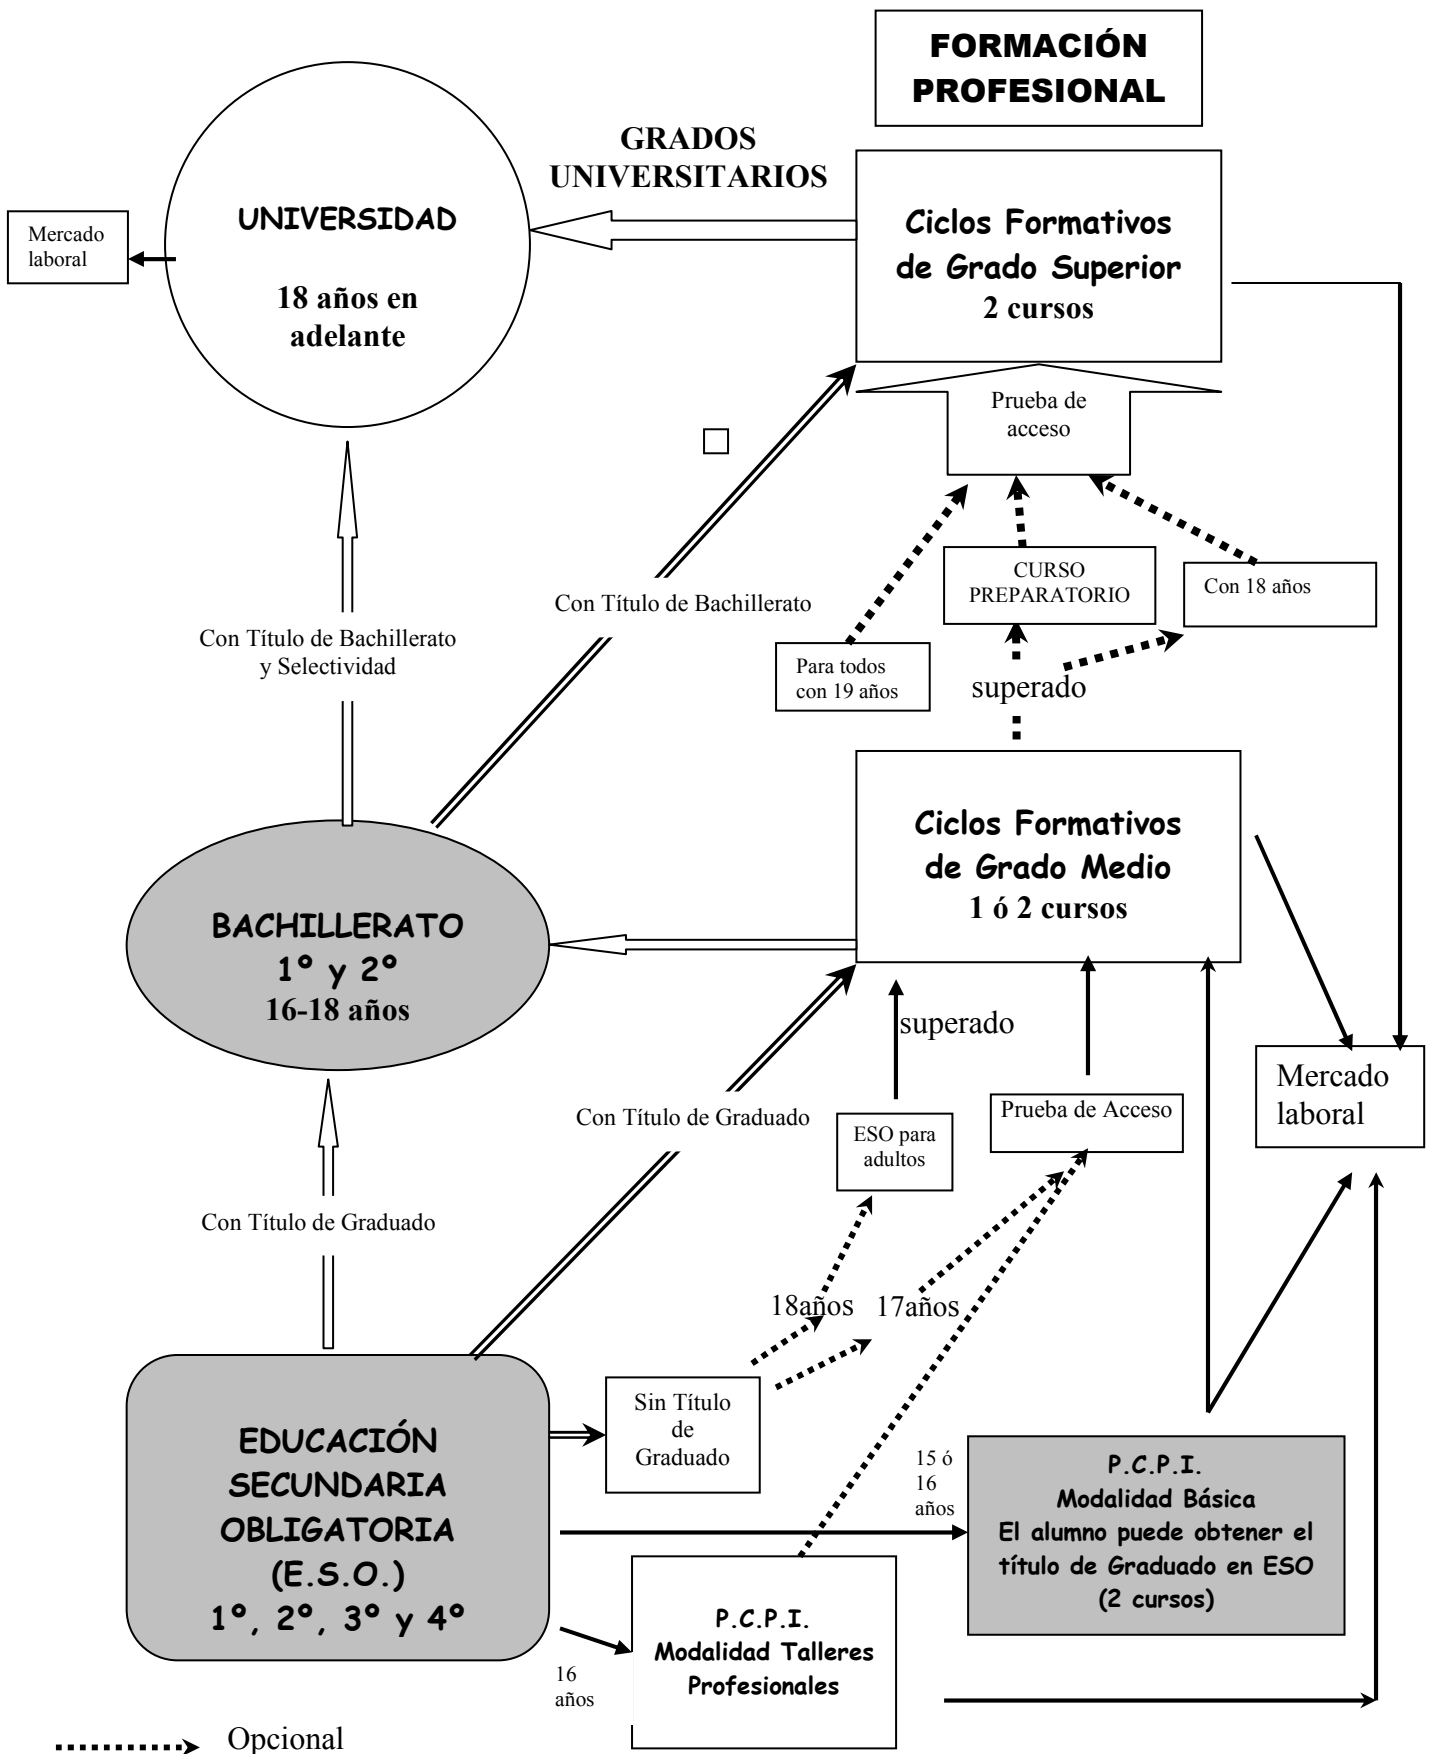 FORMACIÓN
PROFESIONAL
GRADOS
UNIVERSITARIOS
UNIVERSIDAD
18 años en
adelante
Mercado
laboral
Ciclos Formativos
de Grado Superior
2 cursos
Prueba de
acceso
CURSO
PREPARATORIO
Con 18 años
Con Título de Bachillerato
Con Título de Bachillerato
y Selectividad
Para todos
con 19 años
superado
Ciclos Formativos
de Grado Medio
1 ó 2 cursos
BACHILLERATO
1º y 2º
16-18 años
superado
Mercado
laboral
Con Título de Graduado
ESO para
adultos
Prueba de Acceso
Con Título de Graduado
18años
17años
Sin Título
de
Graduado
EDUCACIÓN
SECUNDARIA
OBLIGATORIA
(E.S.O.)
1º, 2º, 3º y 4º
15 ó
16
años
P.C.P.I.
Modalidad Básica
El alumno puede obtener el
título de Graduado en ESO
(2 cursos)
P.C.P.I.
Modalidad Talleres
Profesionales
16
años
Opcional